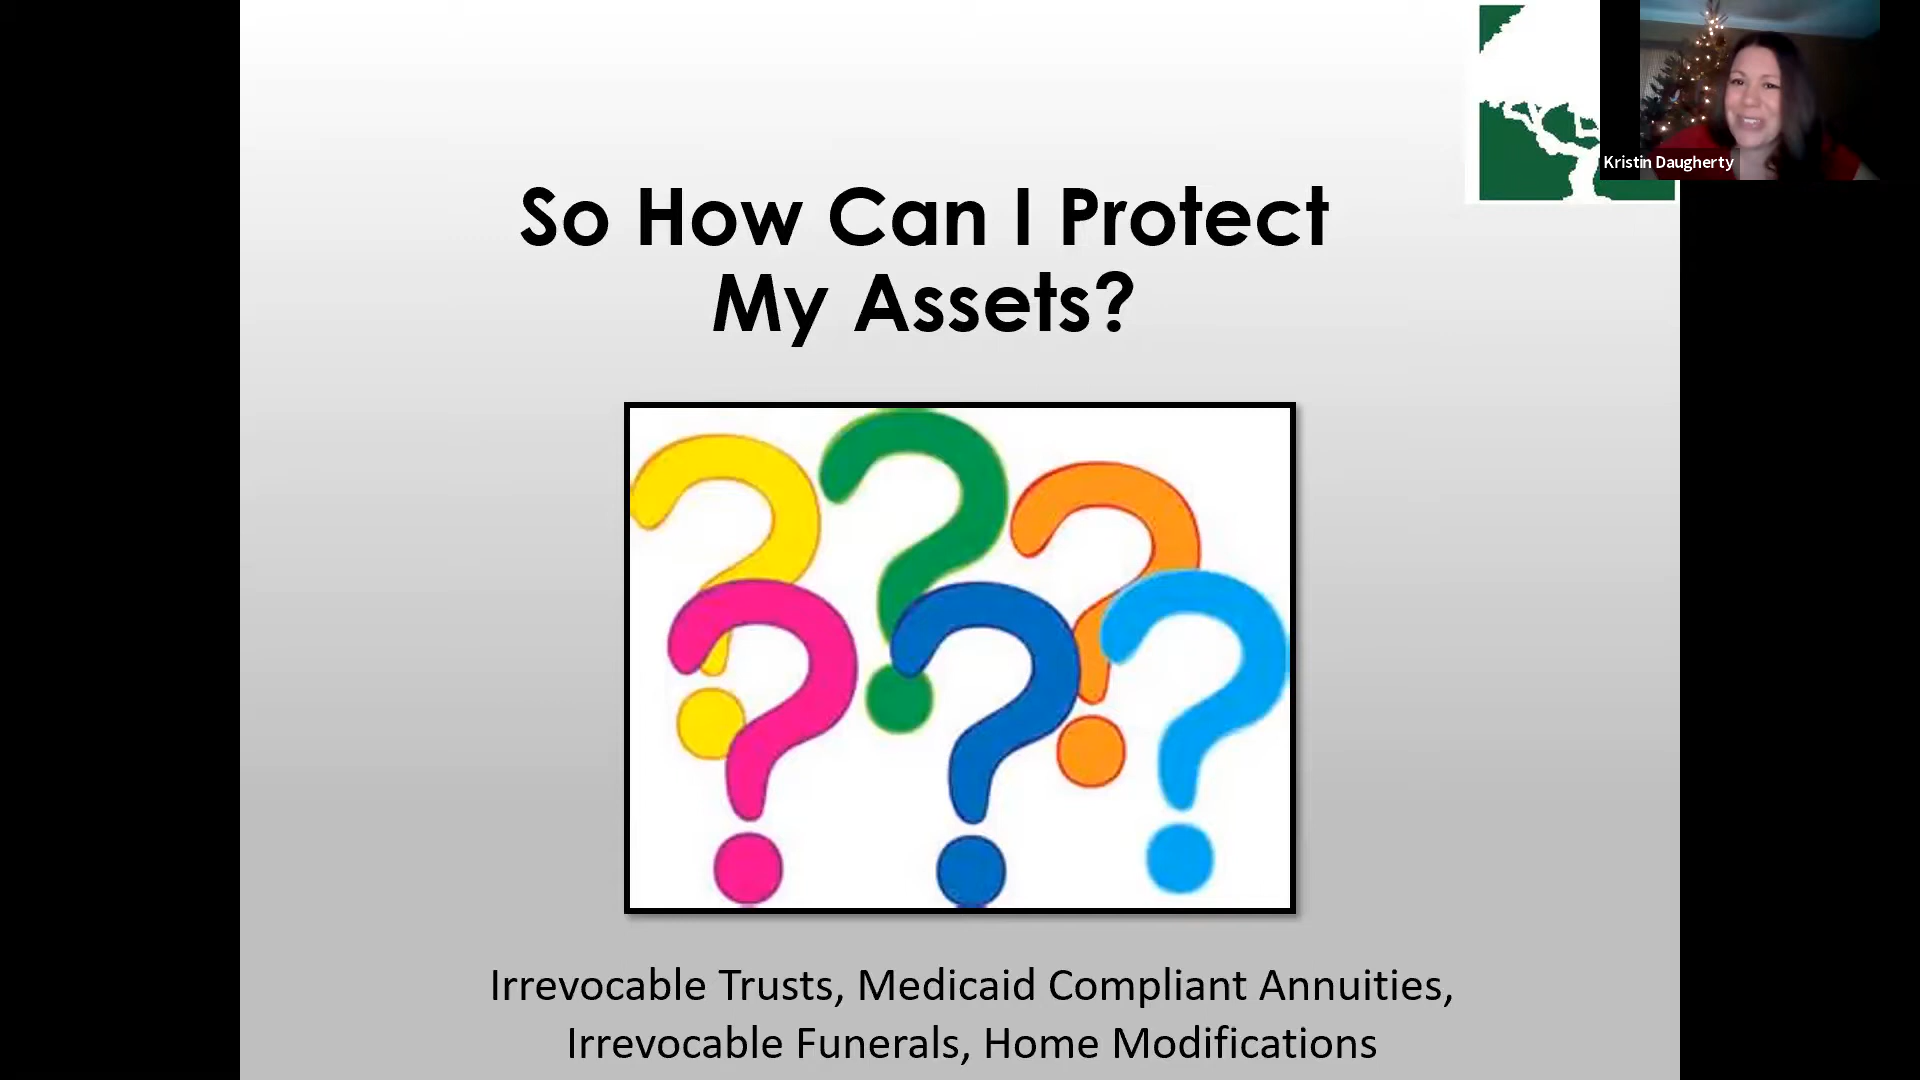 Kristin Daugherty
So How Can I Protect
My Assets?
Irrevocable Trusts, Medicaid Compliant Annuities,
Irrevocable Funerals, Home Modifications